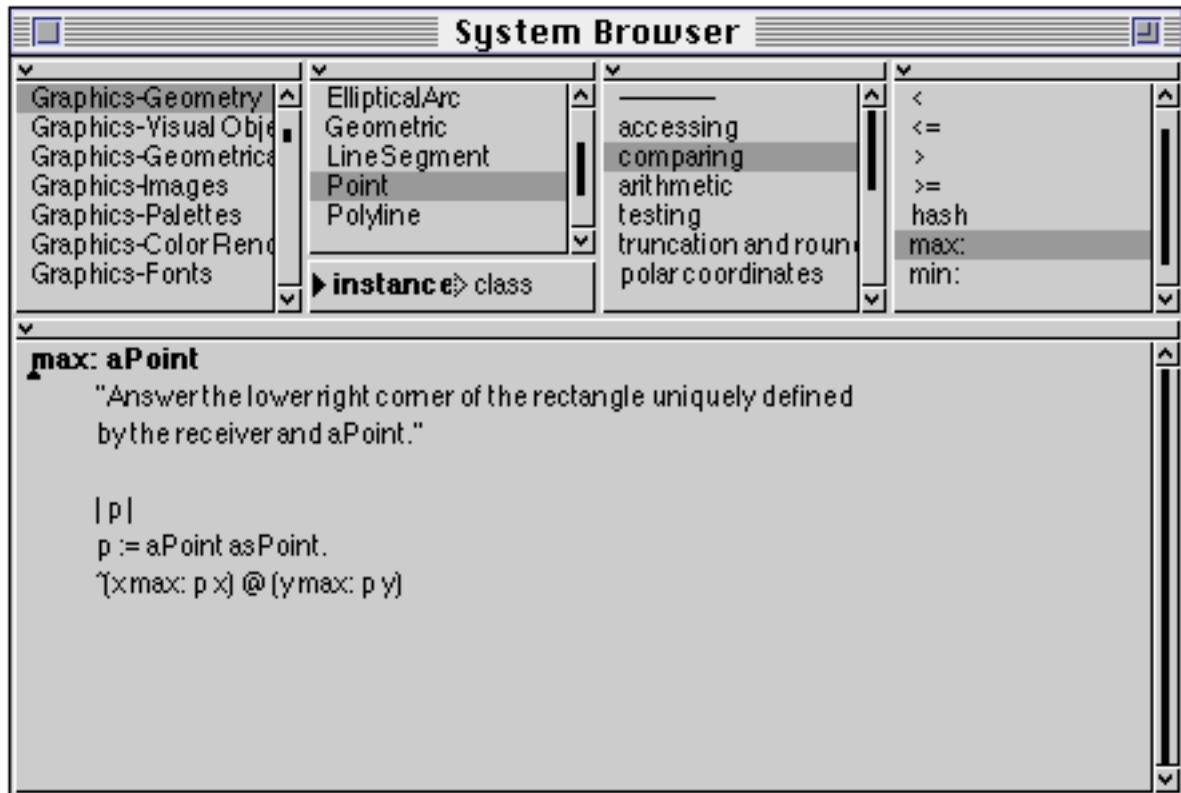 System Browser
Graphics-Geometry
Graphics-Visual Obje
Graphics-Geometrica
Graphics-Images
Graphics-Palettes
Graphics-Color Rend
Graphics-Fonts
EllipticalArc
Geometric
LineSegment
Point
Polyline
instance class
accessing
comparing
arithmetic
testing
truncation and roun
polar coordinates
<
<=
>
>=
hash
max:
min:
max: aPoint
"Answer the lower right corner of the rectangle uniquely defined
by the receiver and aPoint."
| p |
p := aPoint asPoint.
^(x max: p x) @ (y max: p y)